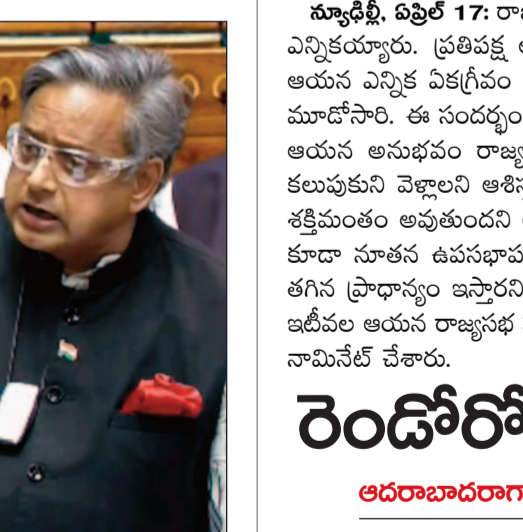 న్యూఢిల్లీ, ఏప్రిల్ 17:
ఎన్నికయ్యారు. ప్రతిపక్ష
ఆయన ఎన్నిక ఏకగ్రీవం
మూడోసారి. ఈ సందర్భం
ఆయన అనుభవం రాజ్య
కలుపుకుని వెళ్లాలని ఆశిస్త
శక్తిమంతం అవుతుందని
కూడా నూతన ఉపసభాప
తగిన ప్రాధాన్యం ఇస్తారని
ఇటీవల ఆయన రాజ్యసభ
నామినేట్ చేశారు.
రెండోరో
ఆదరాబాదరాగా